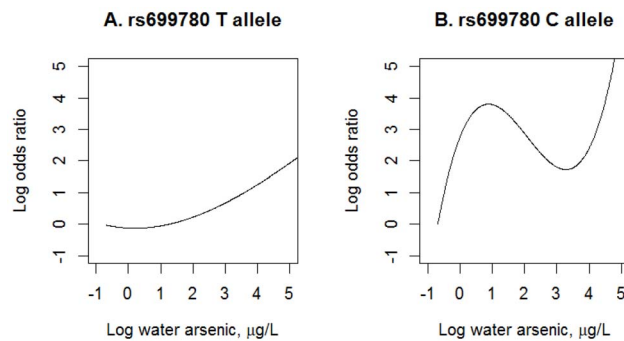 A. rs699780 T allele
Log odds ratio
5
4
3
2
1
0
-1
-1 0 1 2 3 4 5
Log water arsenic, μg/L
B. rs699780 C allele
Log odds ratio
5
4
3
2
1
0
-1
-1 0 1 2 3 4 5
Log water arsenic, μg/L